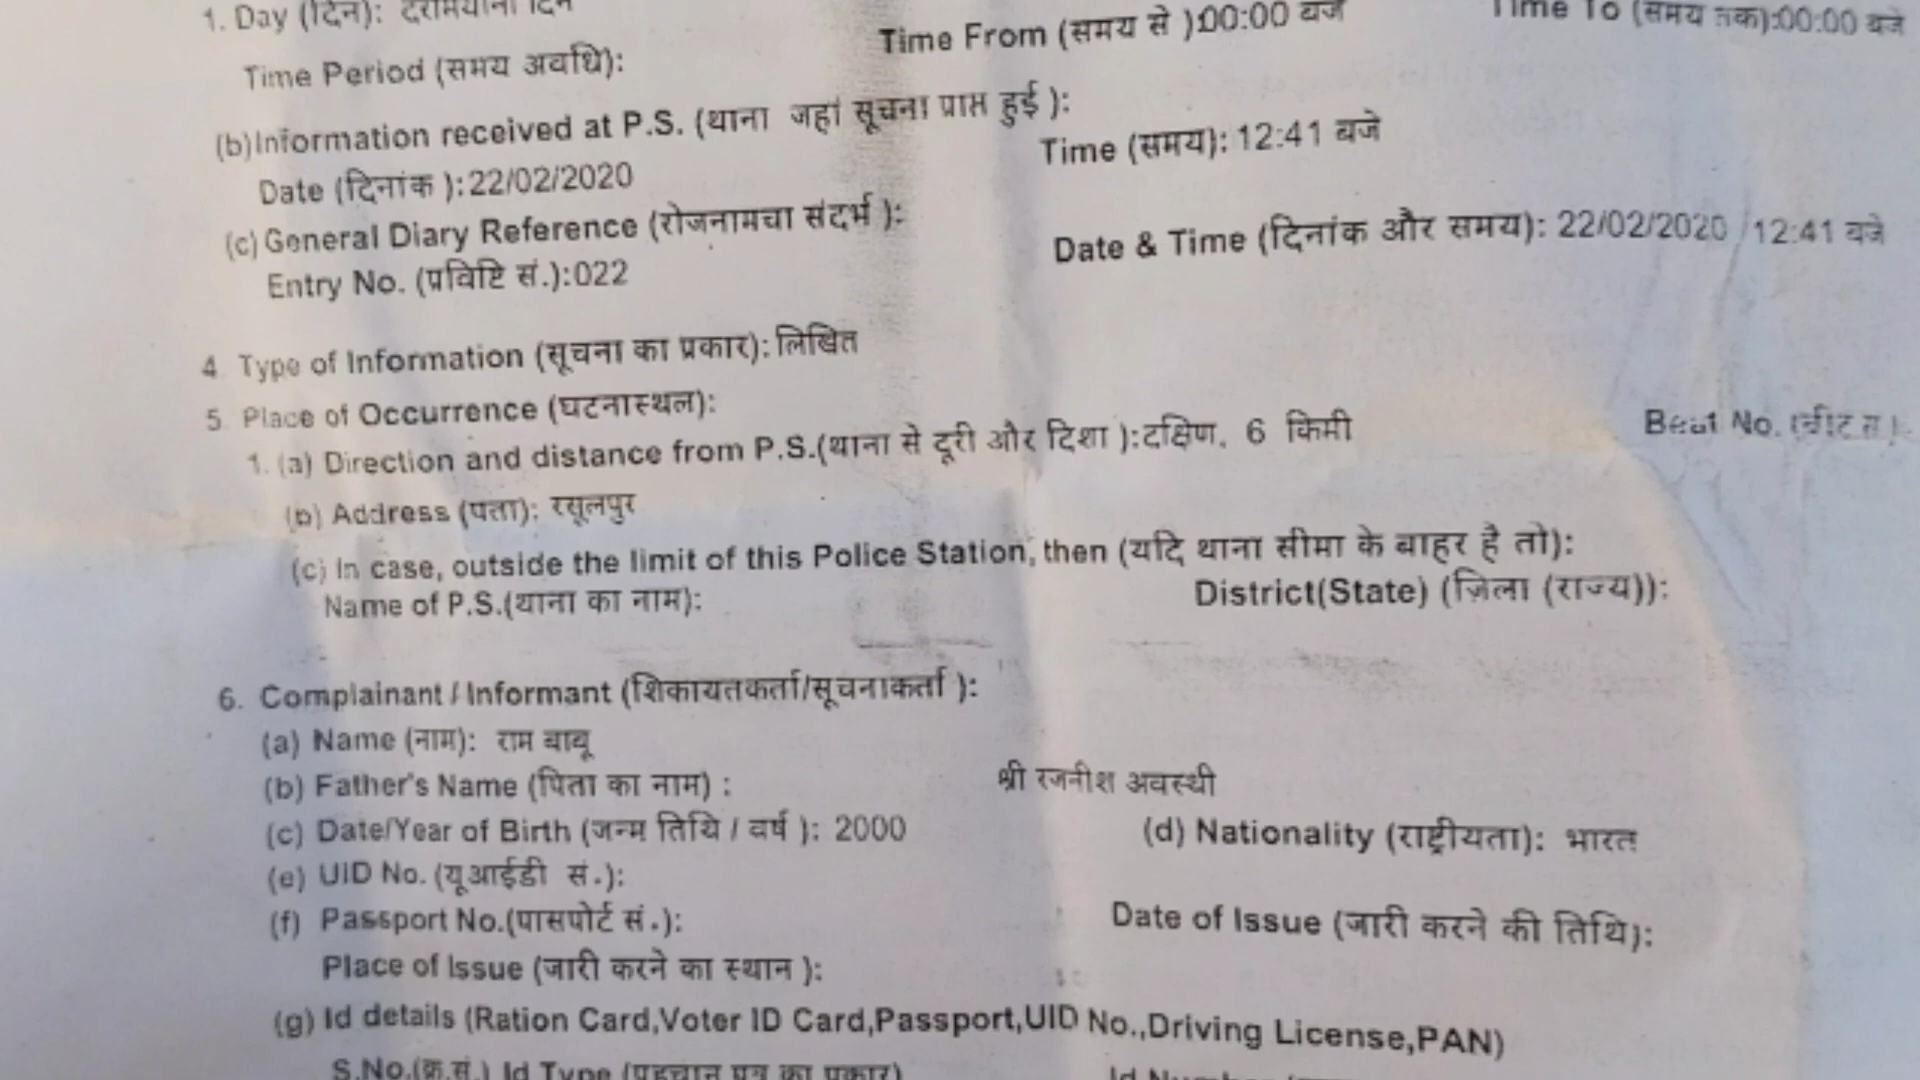 1. Day (दिन): दरमियानी दिन
Time From (समय से ):00:00 बजे
Time To (समय तक):00:00 बजे
Time Period (समय अवधि):
(b)Information received at P.S. (थाना जहां सूचना प्राप्त हुई ):
Date (दिनांक ):22/02/2020
Time (समय): 12:41 बजे
(c) General Diary Reference (रोजनामचा संदर्भ ):
Entry No. (प्रविष्टि सं.):022
Date & Time (दिनांक और समय): 22/02/2020 12:41 बजे
4. Type of Information (सूचना का प्रकार): लिखित
5. Place of Occurrence (घटनास्थल):
1. (a) Direction and distance from P.S.(थाना से दूरी और दिशा ):दक्षिण, 6 किमी
Beat No.
(b) Address (पता): रसूलपुर
(c) In case, outside the limit of this Police Station, then (यदि थाना सीमा के बाहर है तो):
Name of P.S.(थाना का नाम):
District(State) (ज़िला (राज्य)):
6. Complainant / Informant (शिकायतकर्ता/सूचनाकर्ता ):
(a) Name (नाम): राम बाबू
(b) Father's Name (पिता का नाम) : श्री रजनीश अवस्थी
(c) Date/Year of Birth (जन्म तिथि / वर्ष ): 2000
(d) Nationality (राष्ट्रीयता): भारत
(e) UID No. (यूआईडी सं.):
(f) Passport No.(पासपोर्ट सं.):
Date of Issue (जारी करने की तिथि):
Place of Issue (जारी करने का स्थान ):
(g) Id details (Ration Card,Voter ID Card,Passport,UID No.,Driving License,PAN)
S.No.(क्र.सं.) Id Type (पहचान पत्र का प्रकार)